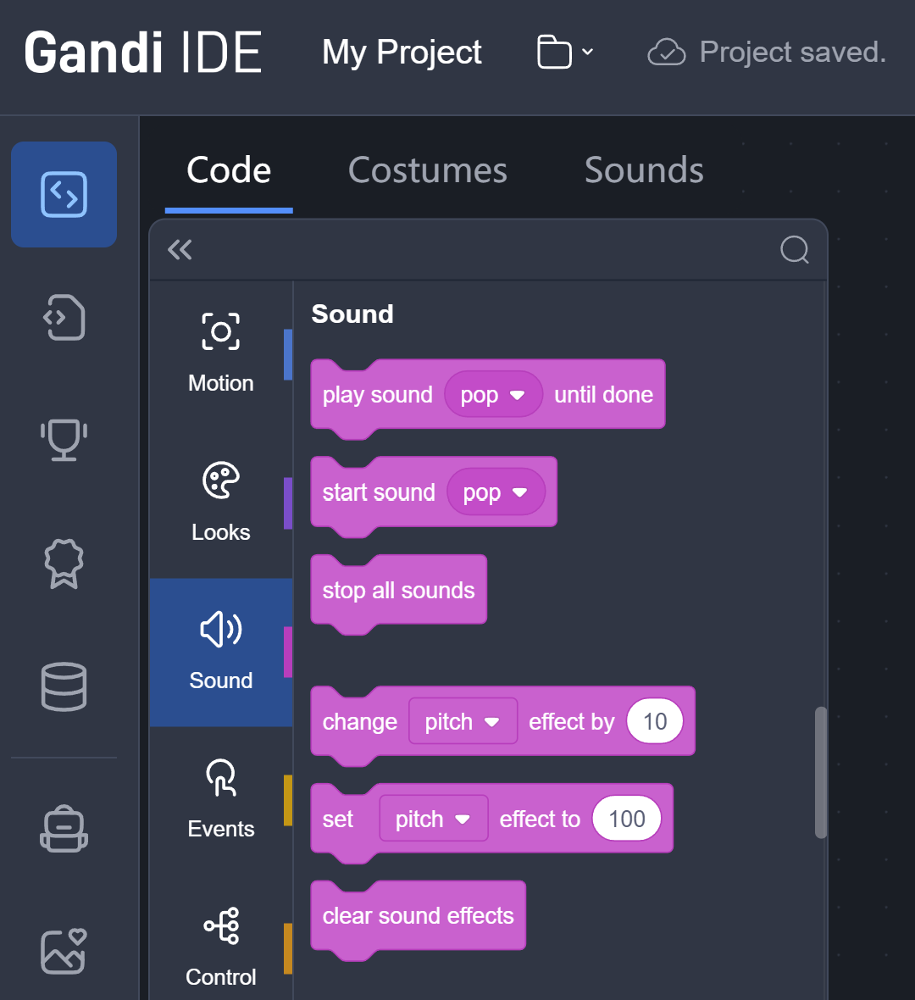 Gandi IDE My Project Project saved.
Code Costumes Sounds
Motion
Looks
Sound
Events
Control
Sound
play sound pop until done
start sound pop
stop all sounds
change pitch effect by 10
set pitch effect to 100
clear sound effects